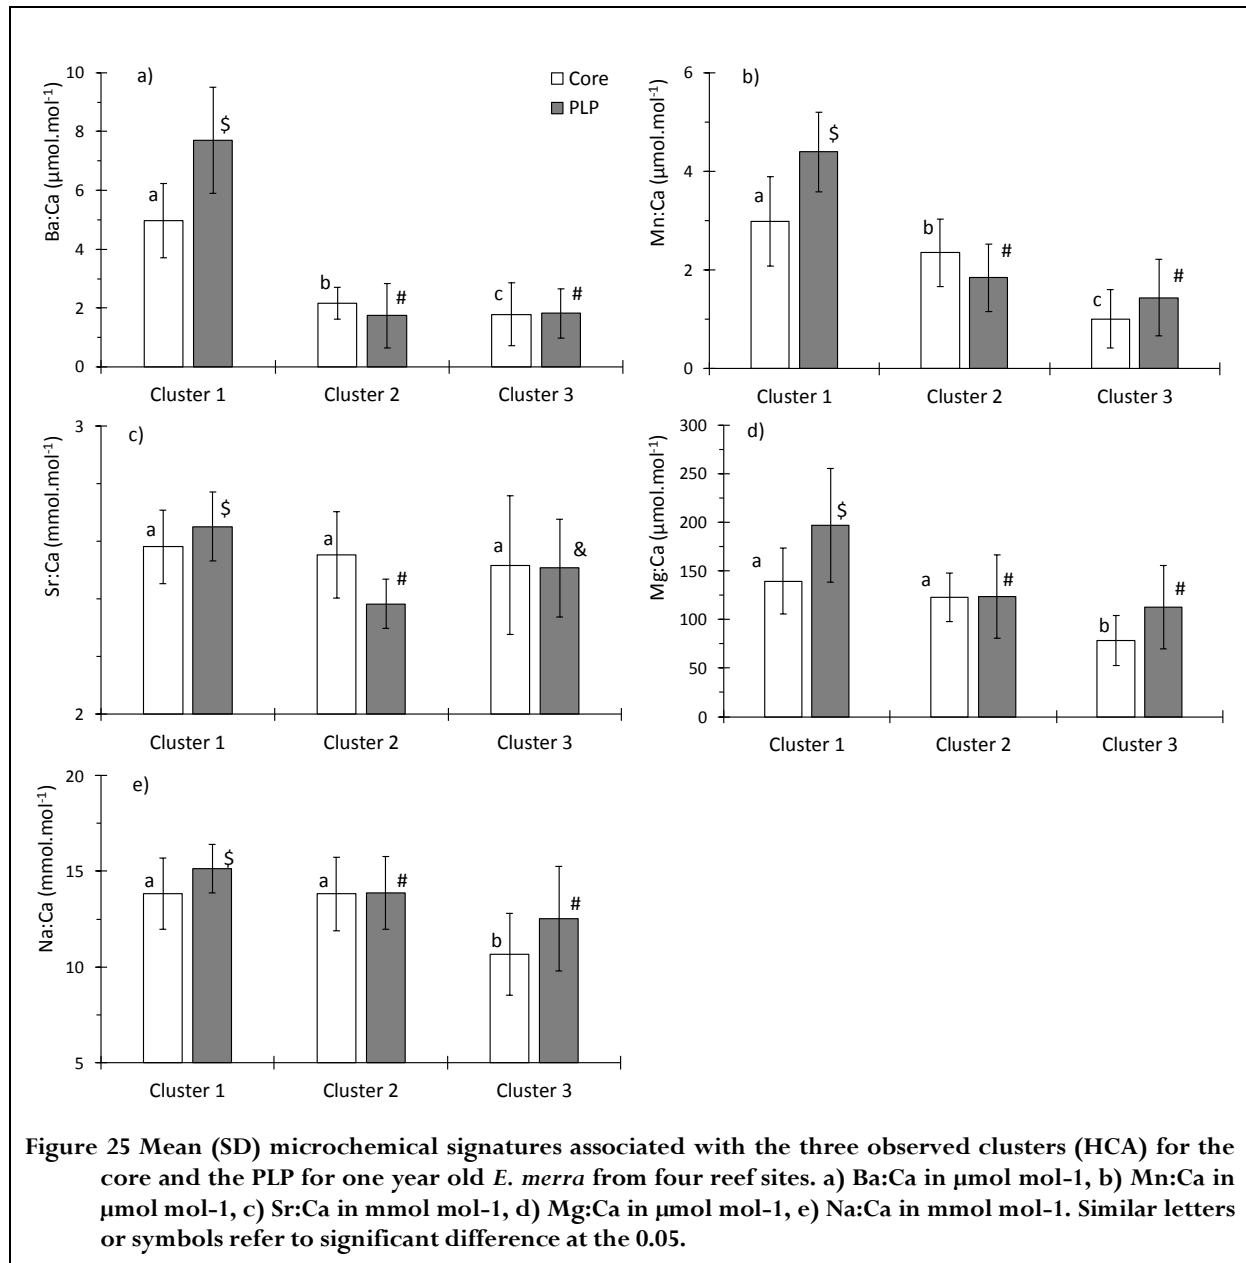 a)
Core
PLP
Ba:Ca (µmol.mol-1)
10
8
6
4
2
0
a
$
b
#
c
#
Cluster 1
Cluster 2
Cluster 3
b)
Mn:Ca (µmol.mol-1)
6
4
2
0
a
$
b
#
c
#
Cluster 1
Cluster 2
Cluster 3
c)
Sr:Ca (mmol.mol-1)
3
2
a
$
a
#
a
&
Cluster 1
Cluster 2
Cluster 3
d)
Mg:Ca (µmol.mol-1)
300
250
200
150
100
50
0
a
$
a
#
b
#
Cluster 1
Cluster 2
Cluster 3
e)
Na:Ca (mmol.mol-1)
20
15
10
5
a
$
a
#
b
#
Cluster 1
Cluster 2
Cluster 3
Figure 25 Mean (SD) microchemical signatures associated with the three observed clusters (HCA) for the
core and the PLP for one year old E. merra from four reef sites. a) Ba:Ca in µmol mol-1, b) Mn:Ca in
µmol mol-1, c) Sr:Ca in mmol mol-1, d) Mg:Ca in µmol mol-1, e) Na:Ca in mmol mol-1. Similar letters
or symbols refer to significant difference at the 0.05.